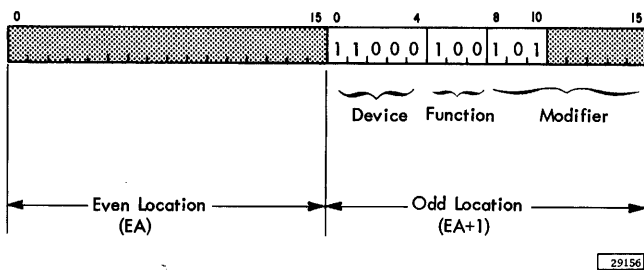 0 15 0 4 8 10 15
1 1 0 0 0 1 0 0 1 0 1
Device Function Modifier
Even Location Odd Location
(EA) (EA+1)
29156